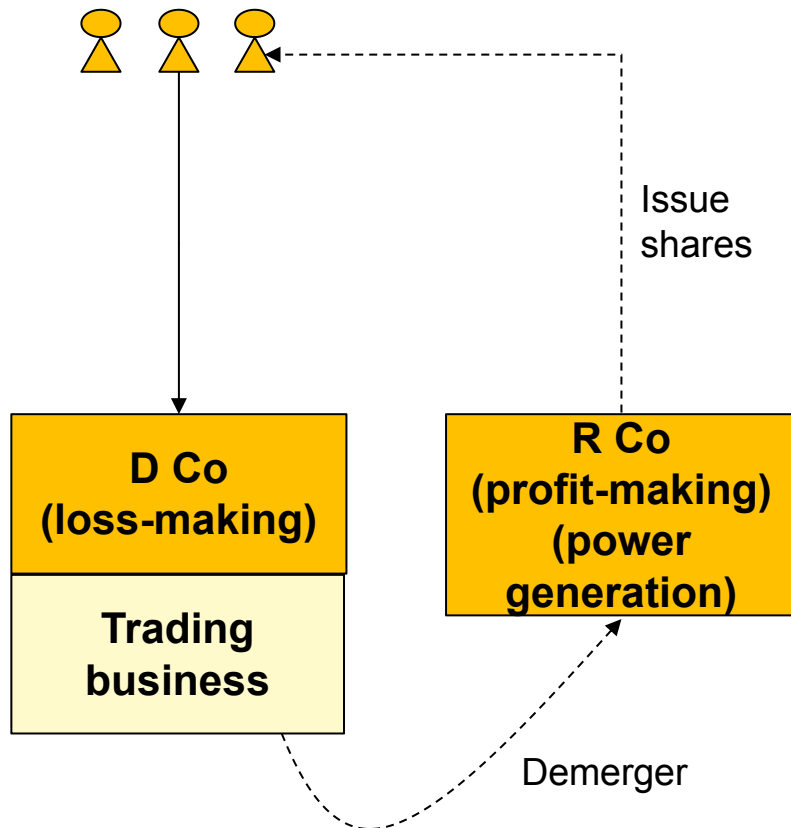 Issue
shares
D Co
(loss-making)
R Co
(profit-making)
(power
generation)
Trading
business
Demerger